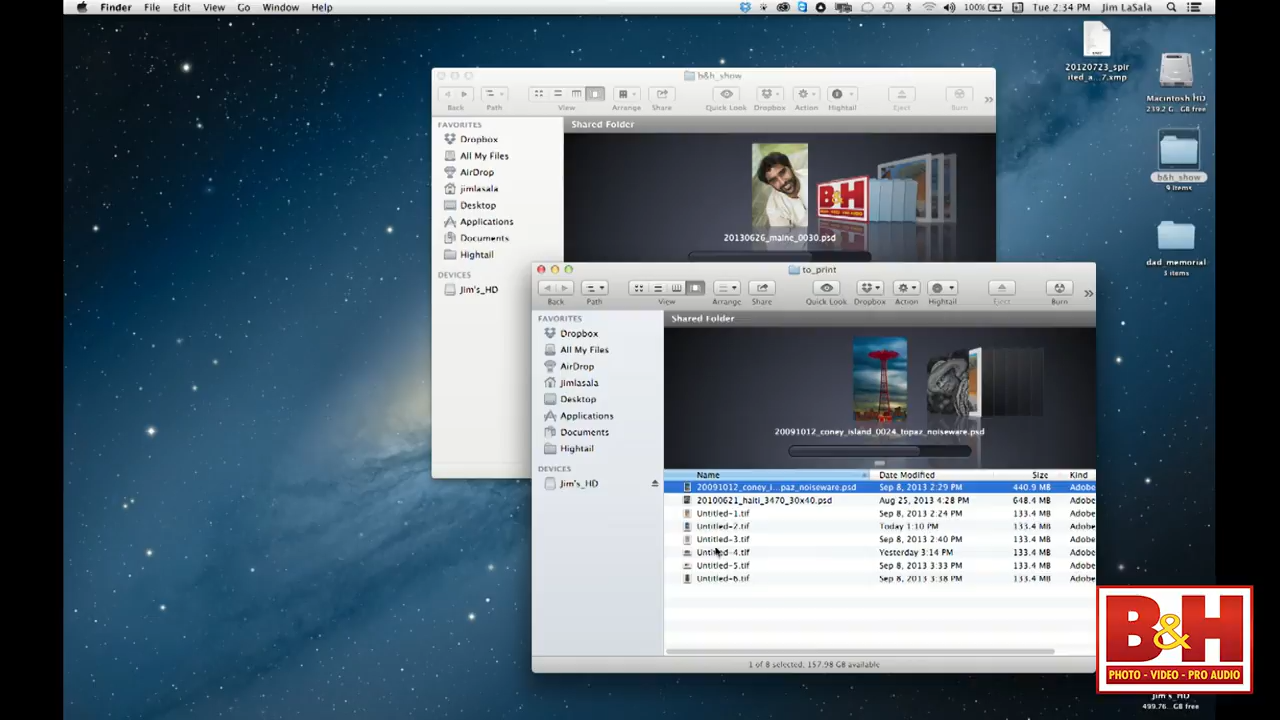 Finder File Edit View Go Window Help
100% Tue 2:34 PM Jim LaSala
20120723_spir
ited_a...7.xmp
Macintosh HD
GB free
b&h_show
9 items
dad_memorial
3 items
b&h_show
Back Path View Arrange Share Quick Look Dropbox Action Hightail Eject Burn
FAVORITES
Dropbox
All My Files
AirDrop
jimlasala
Desktop
Applications
Documents
Hightail
DEVICES
Jim's_HD
Shared Folder
B&H
20130626_maine_0030.psd
to_print
Back Path View Arrange Share Quick Look Dropbox Action Hightail Eject Burn
FAVORITES
Dropbox
All My Files
AirDrop
jimlasala
Desktop
Applications
Documents
Hightail
DEVICES
Jim's_HD
Shared Folder
20091012_coney_island_0024_topaz_noiseware.psd
Name Date Modified Size Kind
20091012_coney_i...paz_noiseware.psd Sep 8, 2013 2:29 PM 440.9 MB Adobe
20100621_haiti_3470_30x40.psd Aug 25, 2013 4:28 PM 648.4 MB Adobe
Untitled-1.tif Sep 8, 2013 2:24 PM 133.4 MB Adobe
Untitled-2.tif Today 1:10 PM 133.4 MB Adobe
Untitled-3.tif Sep 8, 2013 2:40 PM 133.4 MB Adobe
Untitled-4.tif Yesterday 3:14 PM 133.4 MB Adobe
Untitled-5.tif Sep 8, 2013 3:33 PM 133.4 MB Adobe
Untitled-6.tif Sep 8, 2013 3:38 PM 133.4 MB Adobe
1 of 8 selected, 157.98 GB available
B&H
PHOTO - VIDEO - PRO AUDIO
Jim's_HD
499.76 ... GB free